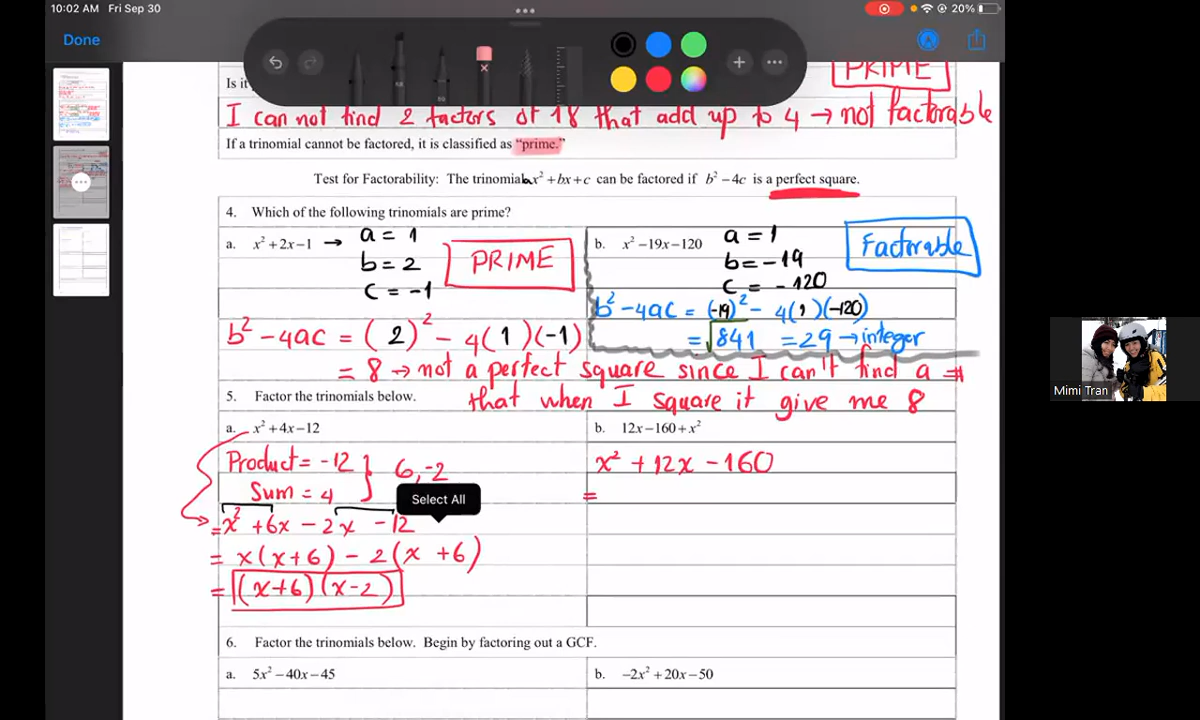 10:02 AM Fri Sep 30
20%
Done
PRIME
Is it
I can not find 2 factors of 18 that add up to 4 → not factorable
If a trinomial cannot be factored, it is classified as “prime.”
Test for Factorability: The trinomial ax² + bx + c can be factored if b² – 4c is a perfect square.
4. Which of the following trinomials are prime?
a. x² + 2x – 1 → a = 1
b = 2
c = -1
PRIME
b. x² – 19x – 120 a = 1
b = -19
c = -120
Factorable
b² - 4ac = (-19)² - 4(1)(-120)
= √841 = 29 → integer
b² - 4ac = (2)² - 4(1)(-1)
= 8 → not a perfect square since I can't find a #
that when I square it give me 8
5. Factor the trinomials below.
a. x² + 4x – 12
b. 12x – 160 + x²
Product = -12 } 6, -2
Sum = 4
Select All
= x² + 6x - 2x - 12
= x(x+6) - 2(x+6)
= (x+6)(x-2)
x² + 12x - 160
=
6. Factor the trinomials below. Begin by factoring out a GCF.
a. 5x² – 40x – 45
b. –2x² + 20x – 50
Mimi Tran